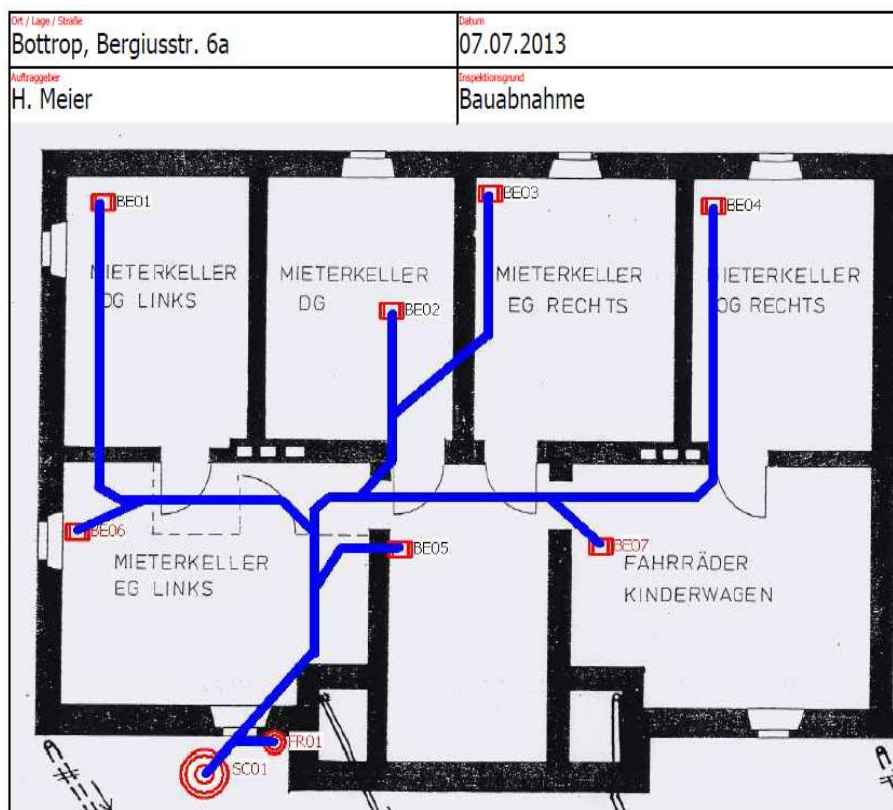 Ort / Lage / Straße
Bottrop, Bergiusstr. 6a
Datum
07.07.2013
Auftraggeber
H. Meier
Inspektionsgrund
Bauabnahme
BE01
BE03
BE04
MIETERKELLER
OG LINKS
MIETERKELLER
DG
MIETERKELLER
EG RECHTS
MIETERKELLER
OG RECHTS
BE02
BE06
BE05
BE07
MIETERKELLER
EG LINKS
FAHRRÄDER
KINDERWAGEN
FR01
SC01